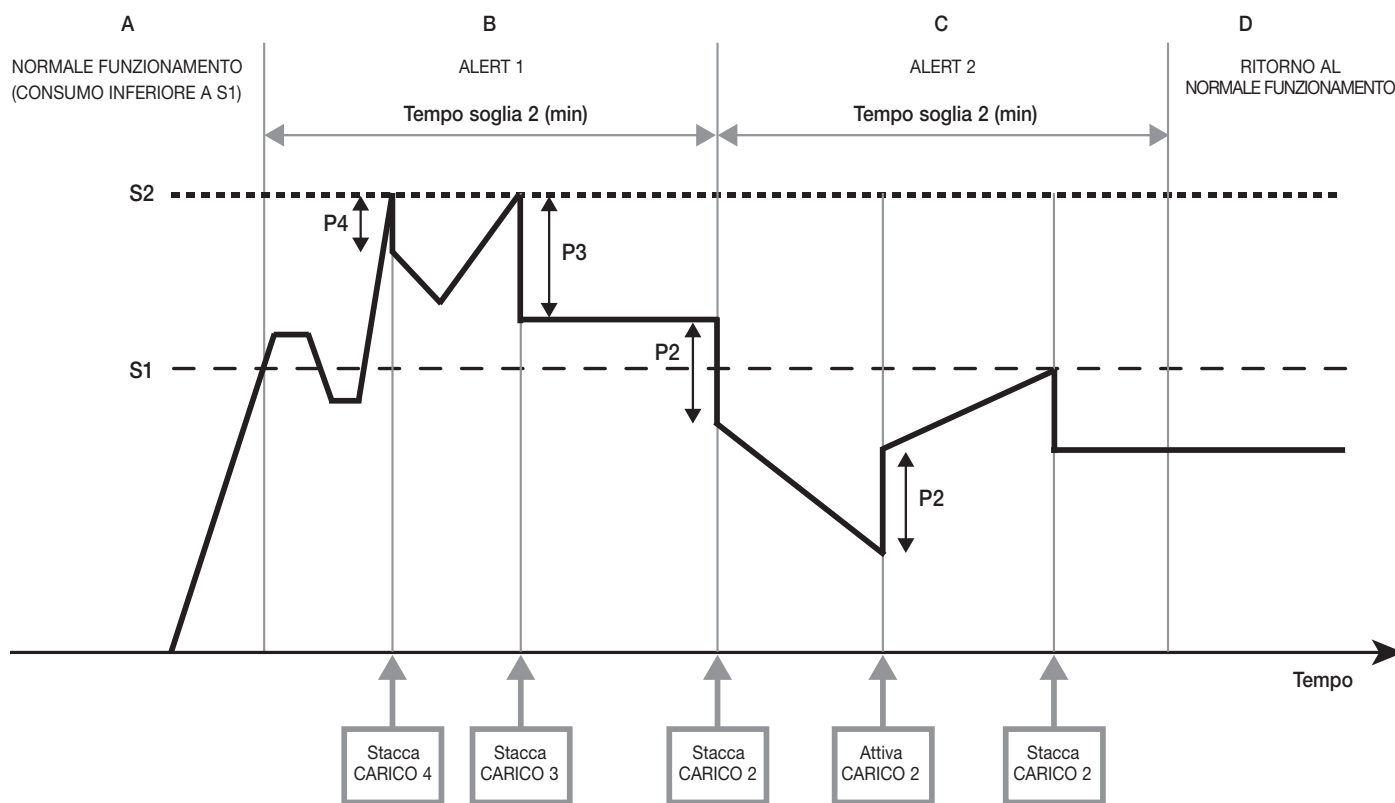 A
B
C
D
NORMALE FUNZIONAMENTO
(CONSUMO INFERIORE A S1)
ALERT 1
ALERT 2
RITORNO AL
NORMALE FUNZIONAMENTO
Tempo soglia 2 (min)
Tempo soglia 2 (min)
S2
P4
P3
P2
S1
P2
Tempo
Stacca
CARICO 4
Stacca
CARICO 3
Stacca
CARICO 2
Attiva
CARICO 2
Stacca
CARICO 2